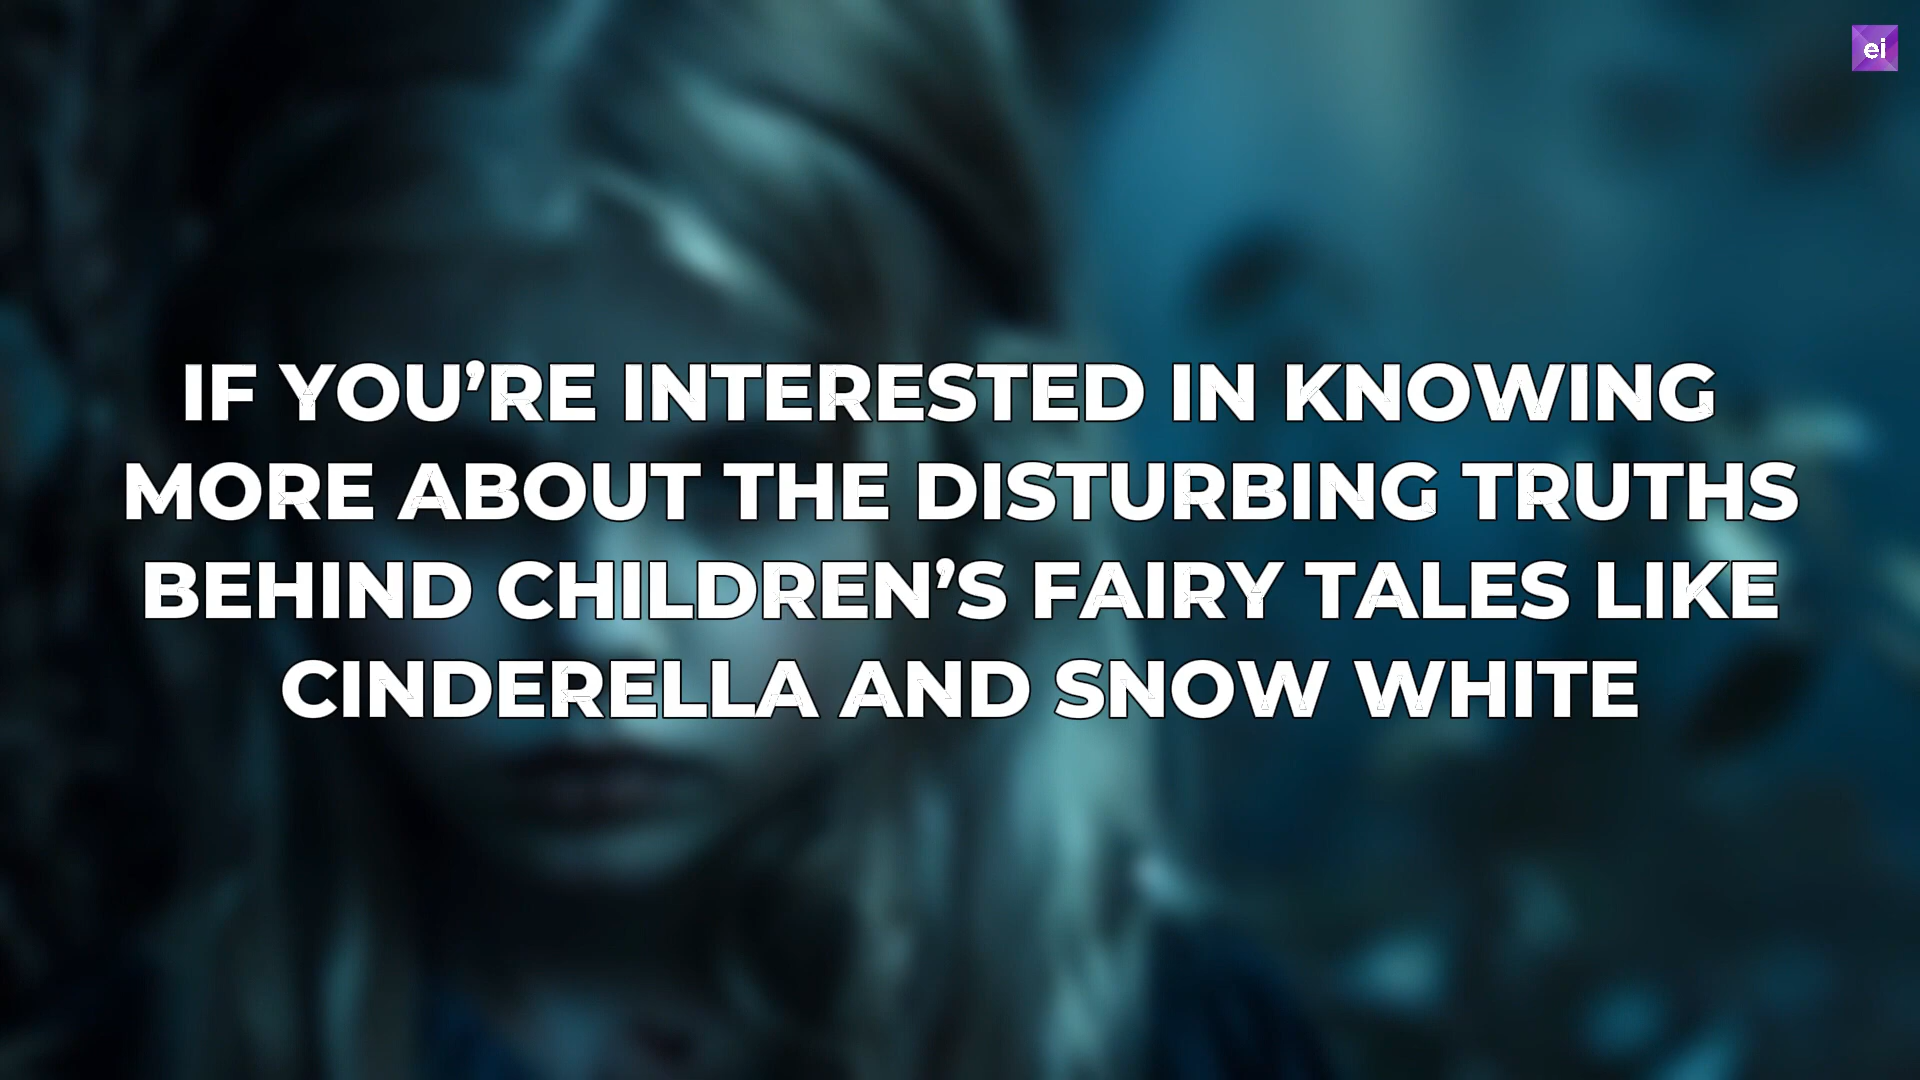 ei
IF YOU’RE INTERESTED IN KNOWING
MORE ABOUT THE DISTURBING TRUTHS
BEHIND CHILDREN’S FAIRY TALES LIKE
CINDERELLA AND SNOW WHITE